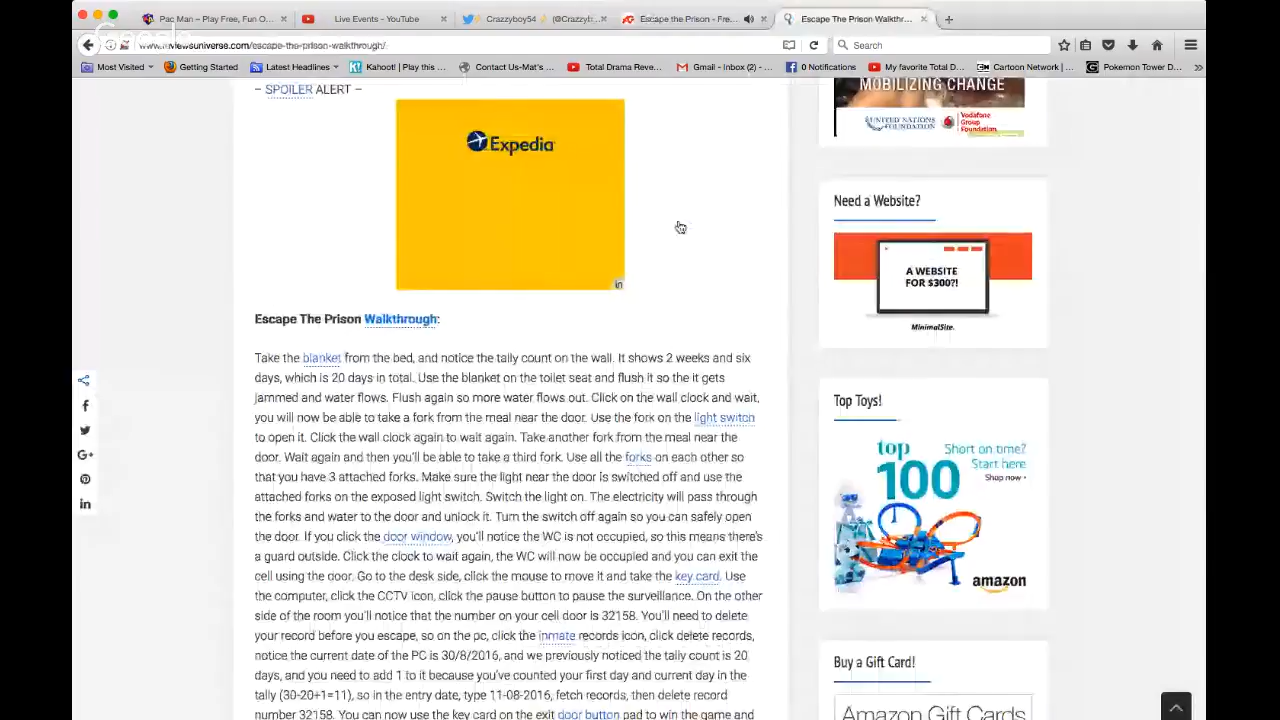 Pac Man – Play Free, Fun O...
Live Events - YouTube
Crazzyboy54 (@Crazzyb...
Escape the Prison - Fre...
Escape The Prison Walkthr...
Google
www.reviewsuniverse.com/escape-the-prison-walkthrough/
Search
Most Visited
Getting Started
Latest Headlines
Kahoot! | Play this ...
Contact Us-Mat's ...
Total Drama Reve...
Gmail - Inbox (2) - ...
0 Notifications
My favorite Total D...
Cartoon Network | ...
Pokemon Tower D...
– SPOILER ALERT –
Expedia
in
Escape The Prison Walkthrough:
Take the blanket from the bed, and notice the tally count on the wall. It shows 2 weeks and six
days, which is 20 days in total. Use the blanket on the toilet seat and flush it so the it gets
jammed and water flows. Flush again so more water flows out. Click on the wall clock and wait,
you will now be able to take a fork from the meal near the door. Use the fork on the light switch
to open it. Click the wall clock again to wait again. Take another fork from the meal near the
door. Wait again and then you'll be able to take a third fork. Use all the forks on each other so
that you have 3 attached forks. Make sure the light near the door is switched off and use the
attached forks on the exposed light switch. Switch the light on. The electricity will pass through
the forks and water to the door and unlock it. Turn the switch off again so you can safely open
the door. If you click the door window, you'll notice the WC is not occupied, so this means there's
a guard outside. Click the clock to wait again, the WC will now be occupied and you can exit the
cell using the door. Go to the desk side, click the mouse to move it and take the key card. Use
the computer, click the CCTV icon, click the pause button to pause the surveillance. On the other
side of the room you'll notice that the number on your cell door is 32158. You'll need to delete
your record before you escape, so on the pc, click the inmate records icon, click delete records,
notice the current date of the PC is 30/8/2016, and we previously noticed the tally count is 20
days, and you need to add 1 to it because you've counted your first day and current day in the
tally (30-20+1=11), so in the entry date, type 11-08-2016, fetch records, then delete record
number 32158. You can now use the key card on the exit door button pad to win the game and
MOBILIZING CHANGE
UNITED NATIONS FOUNDATION
Vodafone Group Foundation
Need a Website?
A WEBSITE
FOR $300?!
MinimalSite.
Top Toys!
top
100
Short on time?
Start here
Shop now ›
amazon
Buy a Gift Card!
Amazon Gift Cards